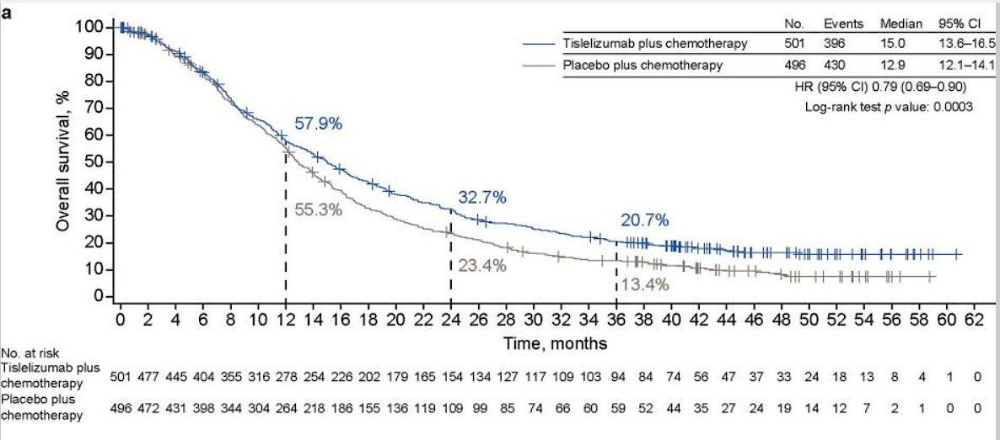 a
No. Events Median 95% CI
Tislelizumab plus chemotherapy 501 396 15.0 13.6–16.5
Placebo plus chemotherapy 496 430 12.9 12.1–14.1
HR (95% CI) 0.79 (0.69–0.90)
Log-rank test p value: 0.0003
Overall survival, %
100
90
80
70
60
50
40
30
20
10
0
57.9%
55.3%
32.7%
23.4%
20.7%
13.4%
0 2 4 6 8 10 12 14 16 18 20 22 24 26 28 30 32 34 36 38 40 42 44 46 48 50 52 54 56 58 60 62
Time, months
No. at risk
Tislelizumab plus
chemotherapy 501 477 445 404 355 316 278 254 226 202 179 165 154 134 127 117 109 103 94 84 74 56 47 37 33 24 18 13 8 4 1 0
Placebo plus
chemotherapy 496 472 431 398 344 304 264 218 186 155 136 119 109 99 85 74 66 60 59 52 44 35 27 24 19 14 12 7 2 1 0 0